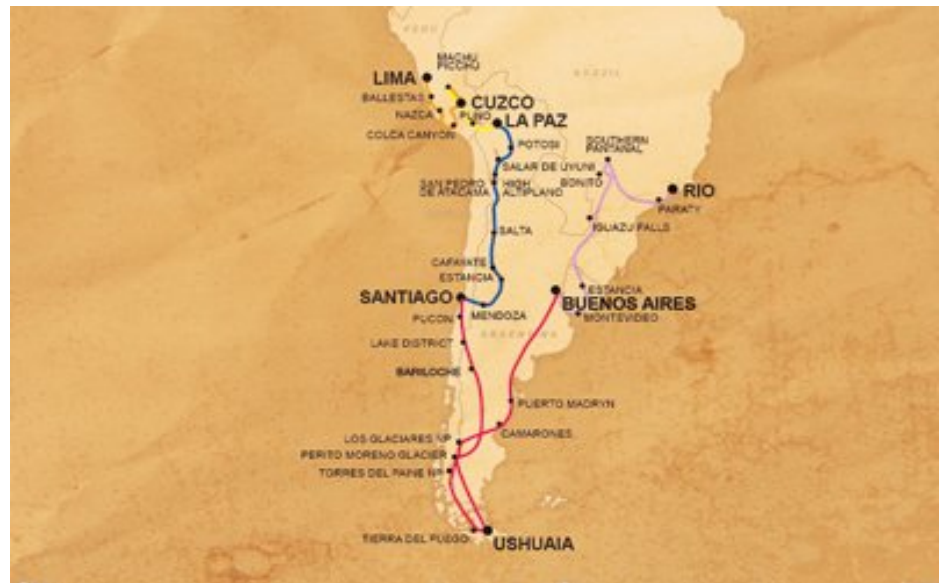 PERU
BRAZIL
MACHU
PICCHU
LIMA
BALLESTAS
CUZCO
NAZCA
PUNO
LA PAZ
COLCA CANYON
POTOSI
SOUTHERN
PANTANAL
SALAR DE UYUNI
BONITO
SAN PEDRO
DE ATACAMA
HIGH
ALTIPLANO
RIO
PARATY
IGUAZU FALLS
SALTA
CAFAYATE
ESTANCIA
ESTANCIA
SANTIAGO
BUENOS AIRES
MENDOZA
MONTEVIDEO
PUCON
ARGENTINA
LAKE DISTRICT
BARILOCHE
PUERTO MADRYN
CAMARONES
LOS GLACIARES NP
PERITO MORENO GLACIER
TORRES DEL PAINE NP
TIERRA DEL FUEGO
USHUAIA